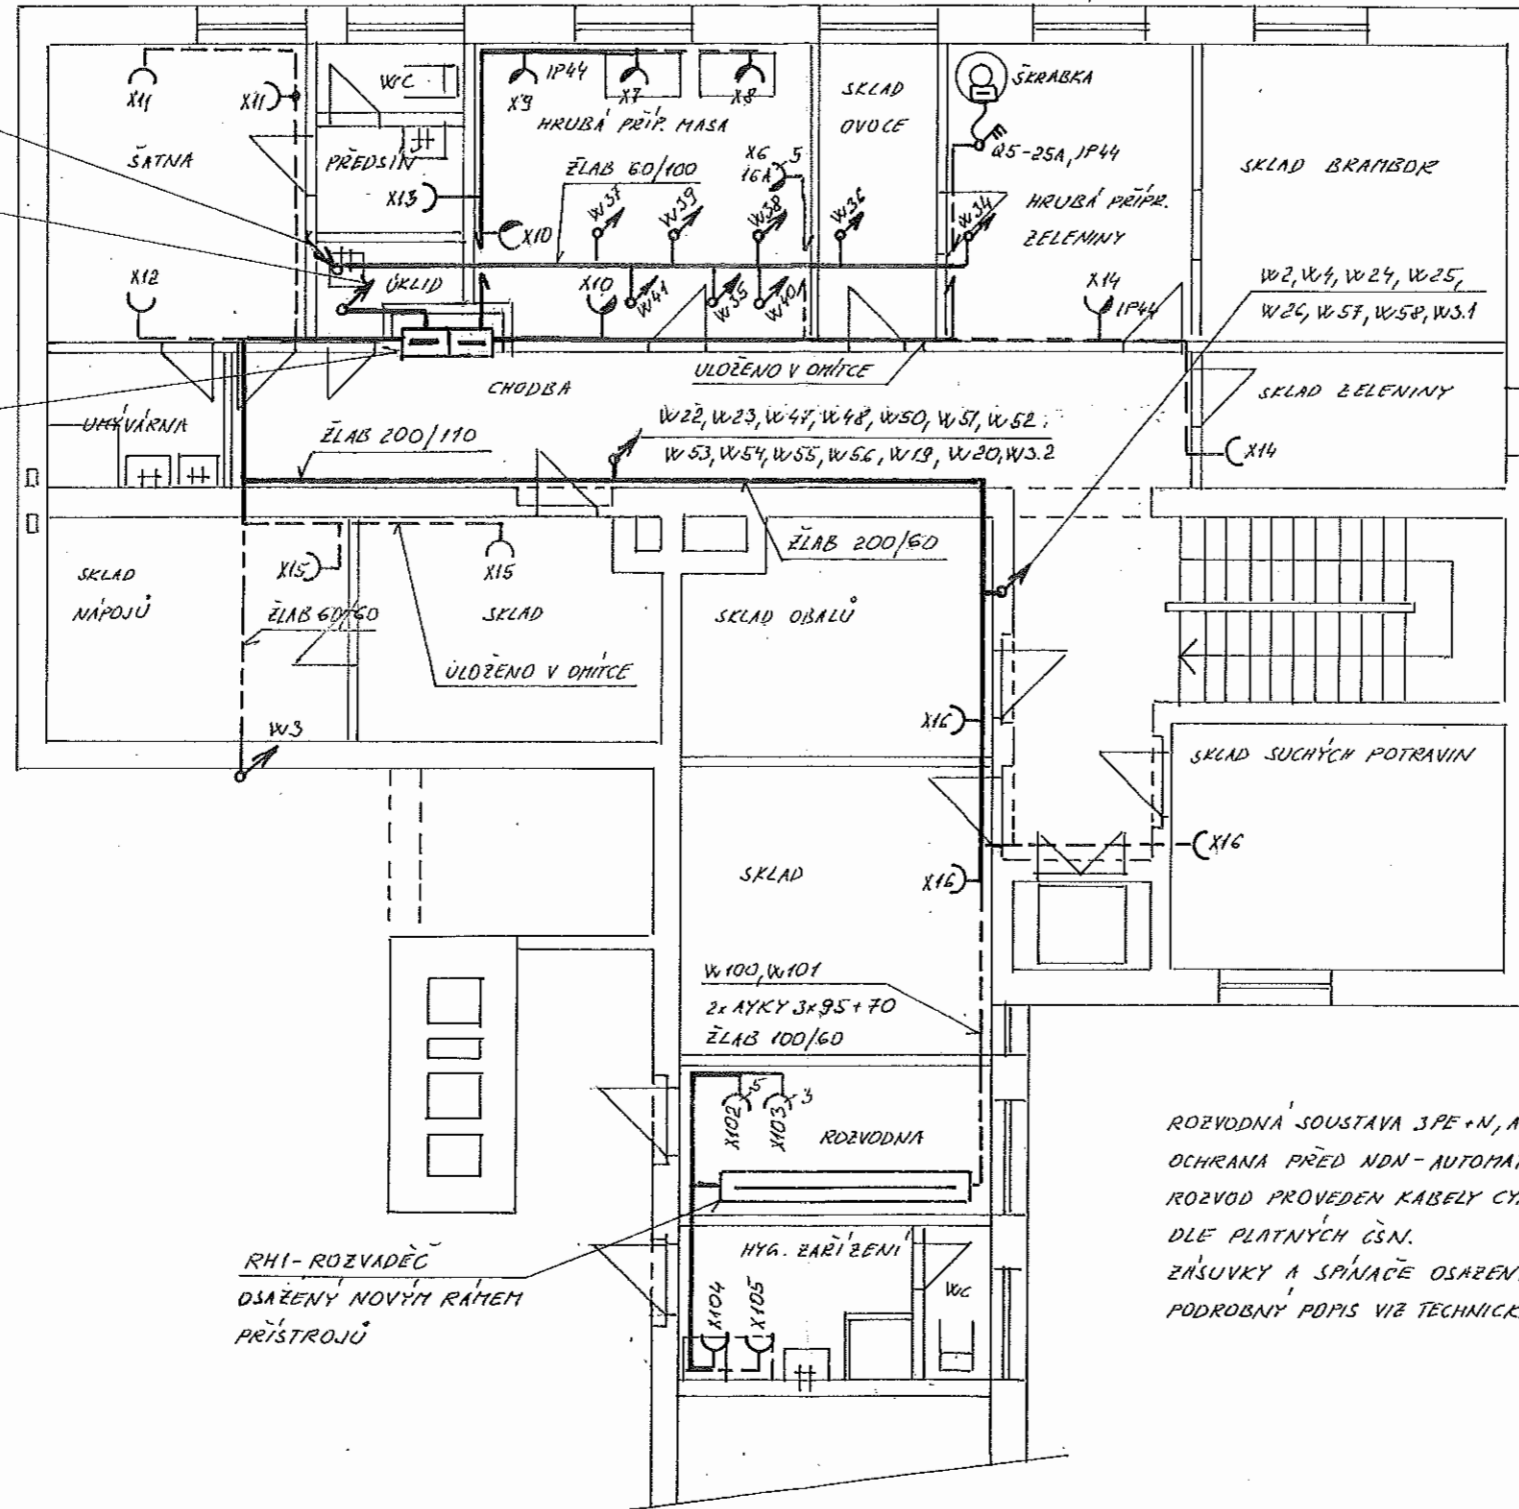 X11
X11
ŠATNA
X12
WC
PŘEDSÍŇ
X13
ÚKLID
X9
IP44
X7
X8
HRUBÁ PŘÍP. MASA
ŽLAB 60/100
X6
16A
5
X10
W37
W39
W38
W36
W34
X10
W41
W35
W40
SKLAD
OVOCE
ŠKRABKA
Q5-25A, IP44
HRUBÁ PŘÍPR.
ZELENINY
X14
IP44
SKLAD BRAMBOR
W2, W4, W24, W25,
W26, W57, W58, W3.1
UMÝVÁRNA
CHODBA
ULOŽENO V OMÍTCE
SKLAD ZELENINY
X14
ŽLAB 200/110
W22, W23, W47, W48, W50, W51, W52,
W53, W54, W55, W56, W19, W20, W3.2
ŽLAB 200/60
SKLAD
NÁPOJŮ
X15
ŽLAB 60/60
X15
SKLAD
ULOŽENO V OMÍTCE
W3
SKLAD OBALŮ
X16
SKLAD SUCHÝCH POTRAVIN
X16
SKLAD
X16
W100, W101
2x AYKY 3x95+70
ŽLAB 100/60
X102
5
X103
3
ROZVODNA
RH1-ROZVADĚČ
OSAZENÝ NOVÝM RÁMEM
PŘÍSTROJŮ
HYG. ZAŘÍZENÍ
WC
X104
X105
ROZVODNÁ SOUSTAVA 3PE+N, A
OCHRANA PŘED NDN-AUTOMAT
ROZVOD PROVEDEN KABELY CY
DLE PLATNÝCH ČSN.
ZÁSUVKY A SPÍNAČE OSAZEN
PODROBNÝ POPIS VIZ TECHNICK